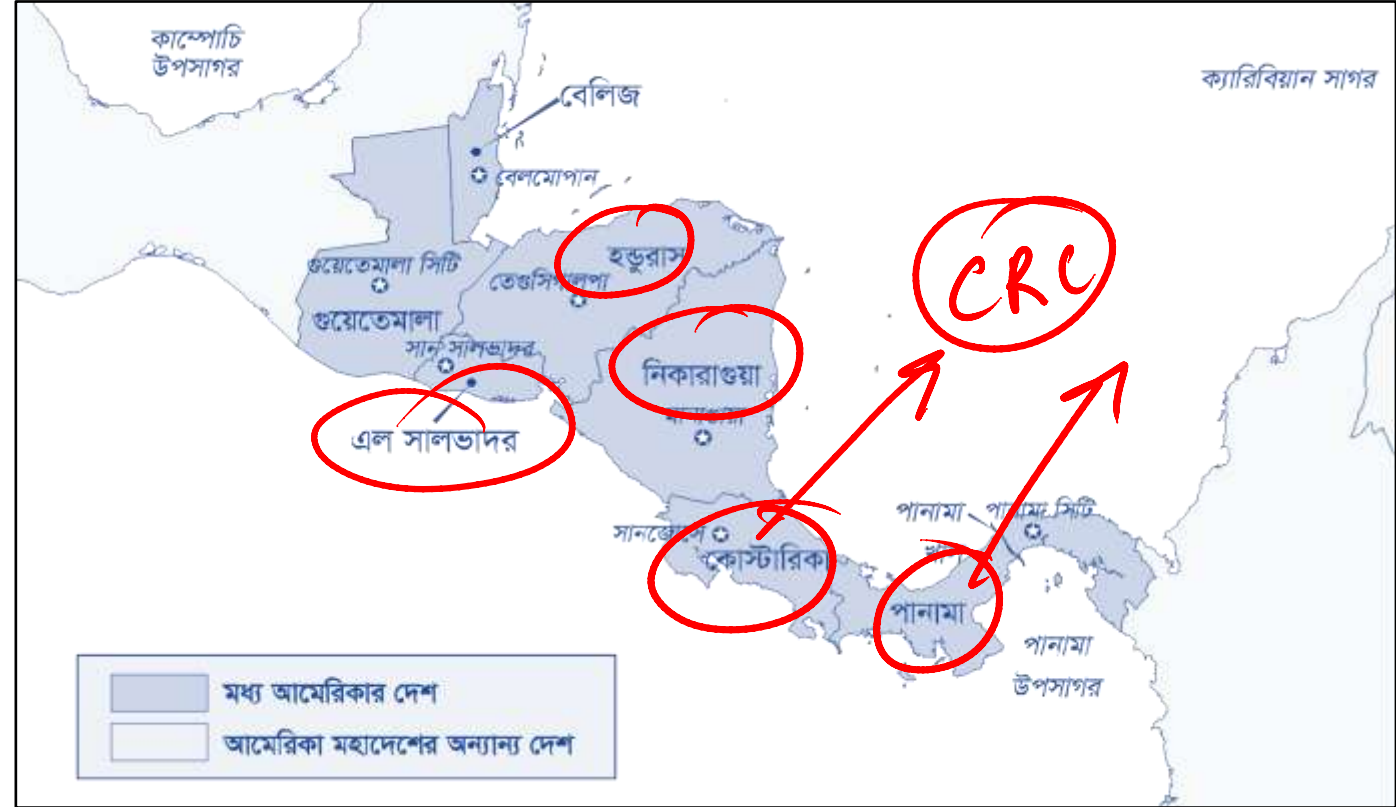 কাম্পোচি
উপসাগর
ক্যারিবিয়ান সাগর
বেলিজ
বেলমোপান
হন্ডুরাস
CRC
গুয়েতেমালা সিটি
তেগুসিগালপা
গুয়েতেমালা
সান সালভাদর
নিকারাগুয়া
মানাগুয়া
এল সালভাদর
পানামা
খাল
পানামা সিটি
সানজোসে
কোস্টারিকা
পানামা
পানামা
উপসাগর
মধ্য আমেরিকার দেশ
আমেরিকা মহাদেশের অন্যান্য দেশ